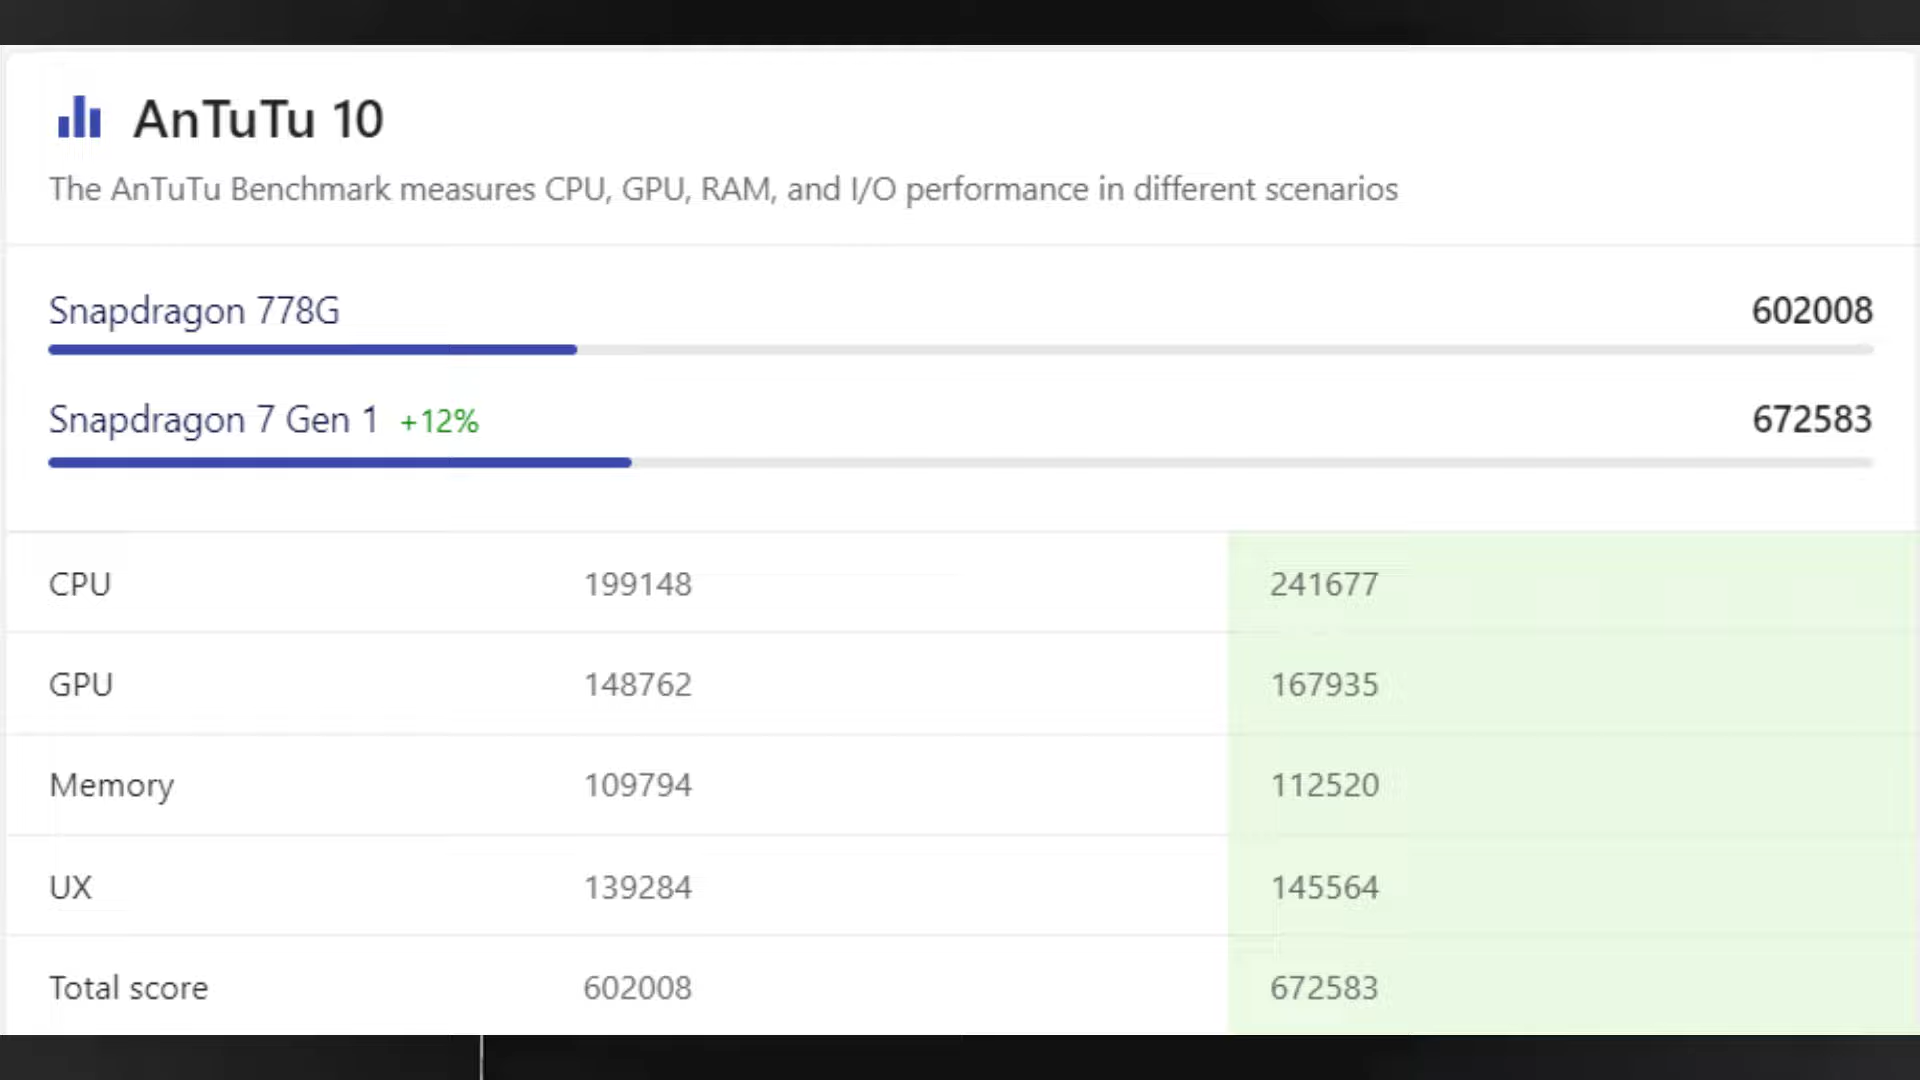 AnTuTu 10
The AnTuTu Benchmark measures CPU, GPU, RAM, and I/O performance in different scenarios
Snapdragon 778G 602008
Snapdragon 7 Gen 1 +12% 672583
CPU 199148 241677
GPU 148762 167935
Memory 109794 112520
UX 139284 145564
Total score 602008 672583